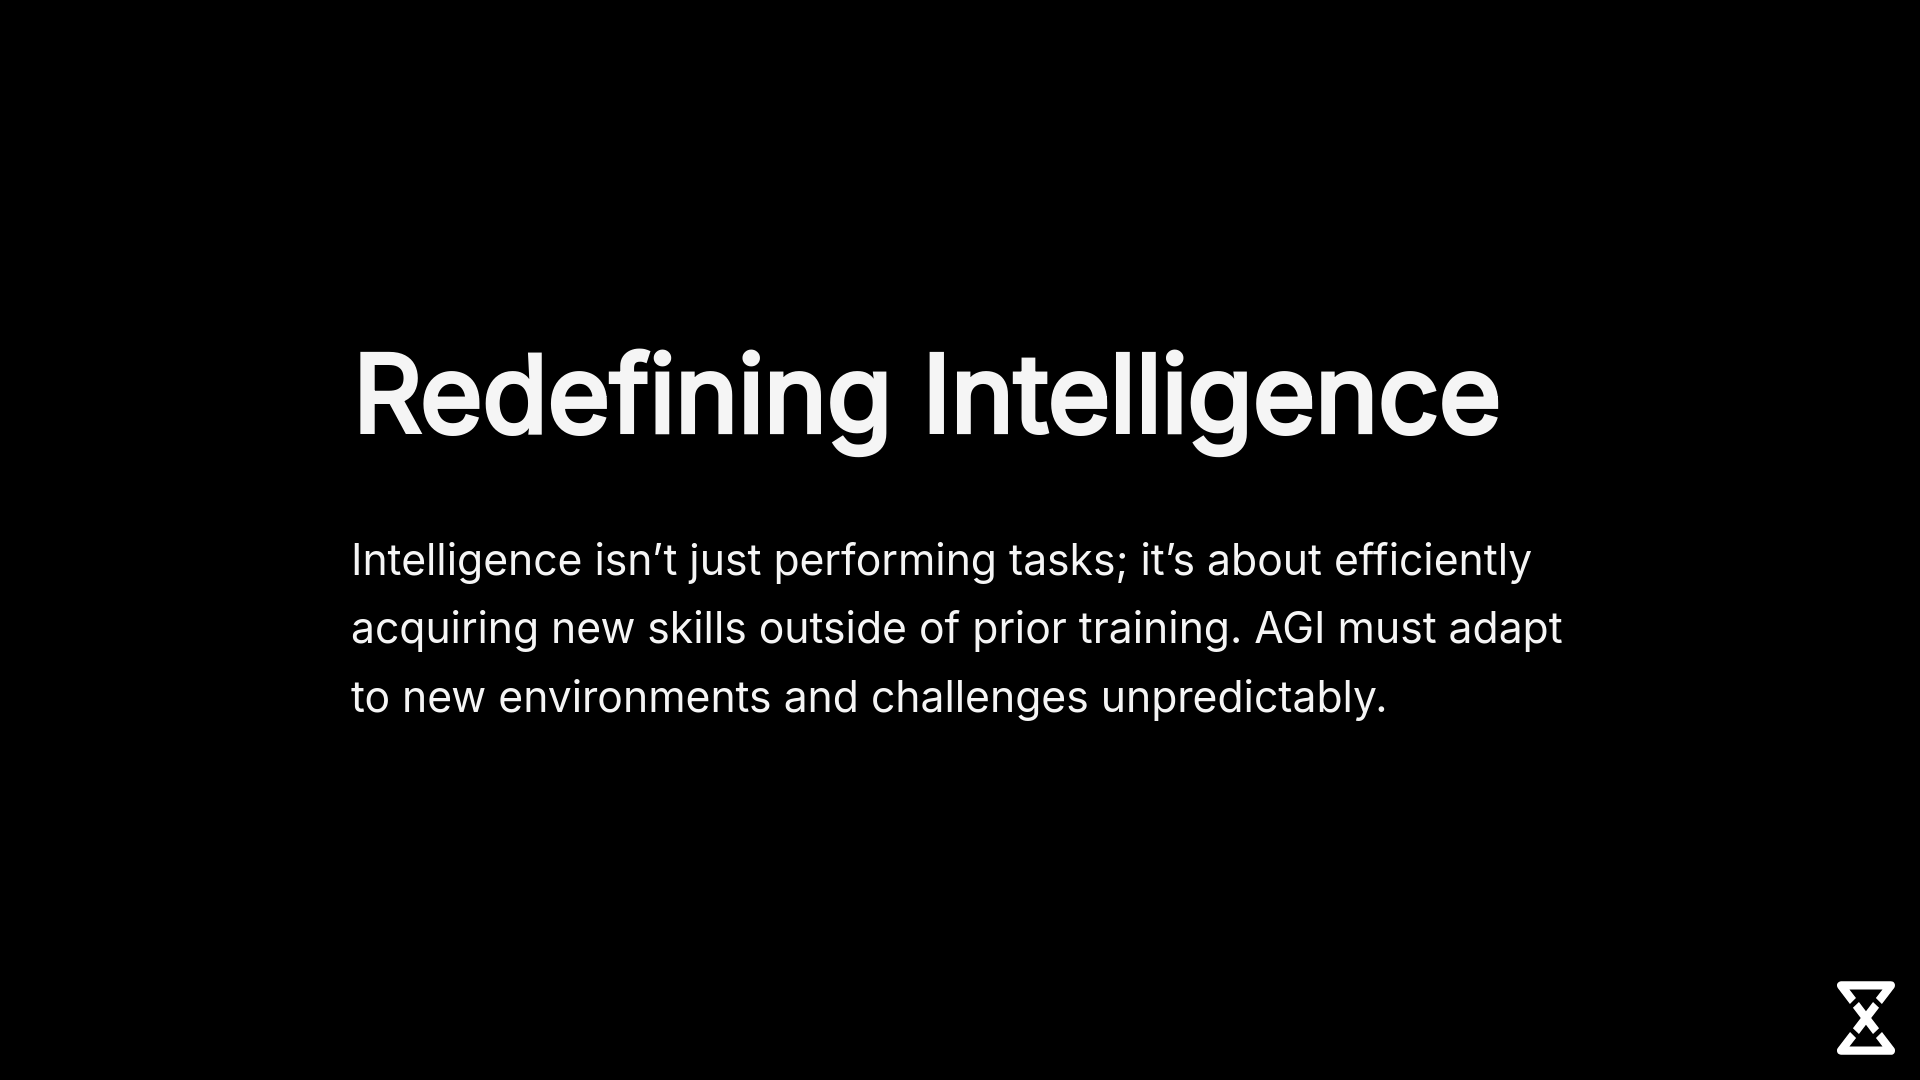 Redefining Intelligence
Intelligence isn’t just performing tasks; it’s about efficiently
acquiring new skills outside of prior training. AGI must adapt
to new environments and challenges unpredictably.